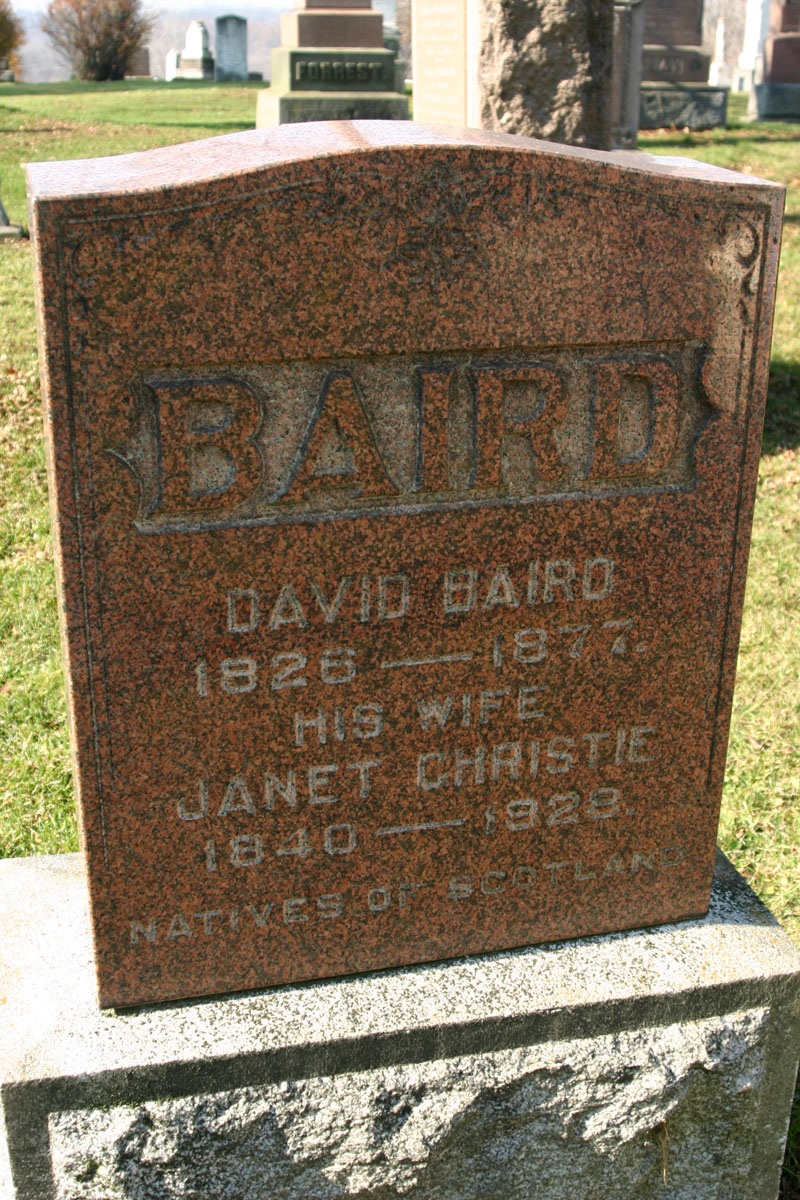 FORREST.
BAIRD
DAVID BAIRD
1826 — 1877.
HIS WIFE
JANET CHRISTIE
1840 — 1928.
NATIVES OF SCOTLAND